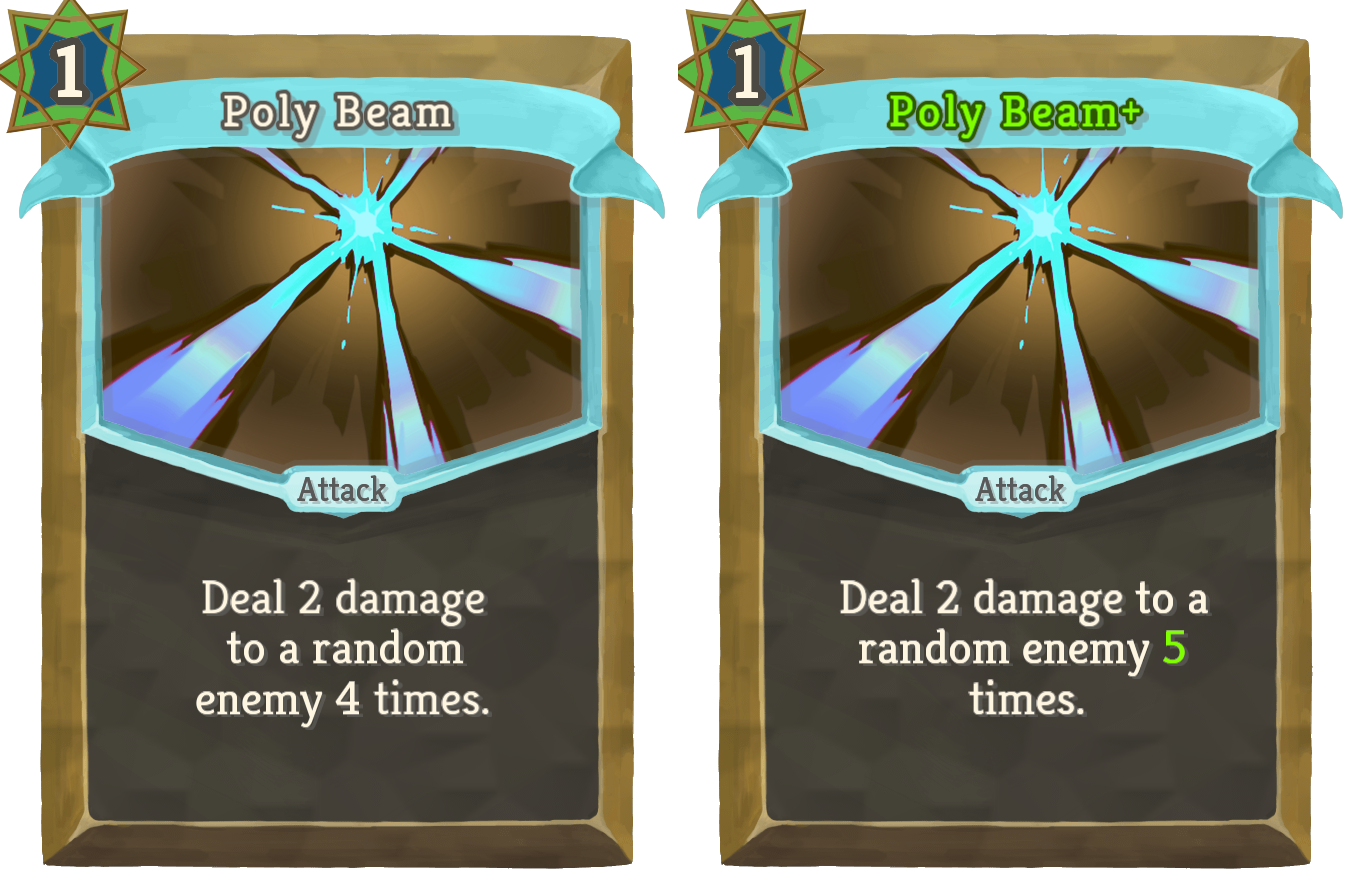 1
Poly Beam
Attack
Deal 2 damage
to a random
enemy 4 times.
1
Poly Beam+
Attack
Deal 2 damage to a
random enemy 5
times.